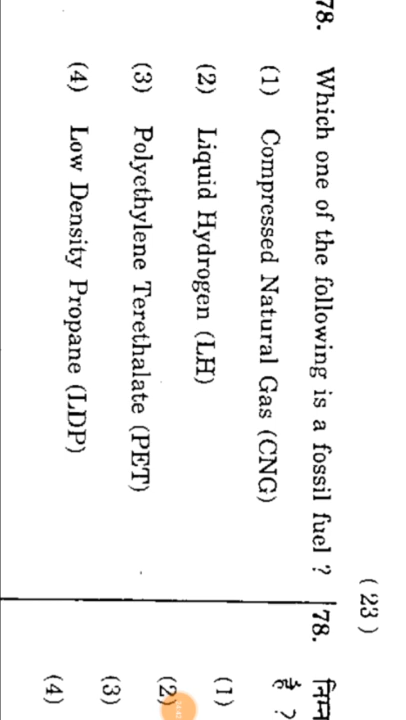 ( 23 )
78. Which one of the following is a fossil fuel ?
(1) Compressed Natural Gas (CNG)
(2) Liquid Hydrogen (LH)
(3) Polyethylene Terethalate (PET)
(4) Low Density Propane (LDP)
78.
है ?
(1)
(2)
(3)
(4)